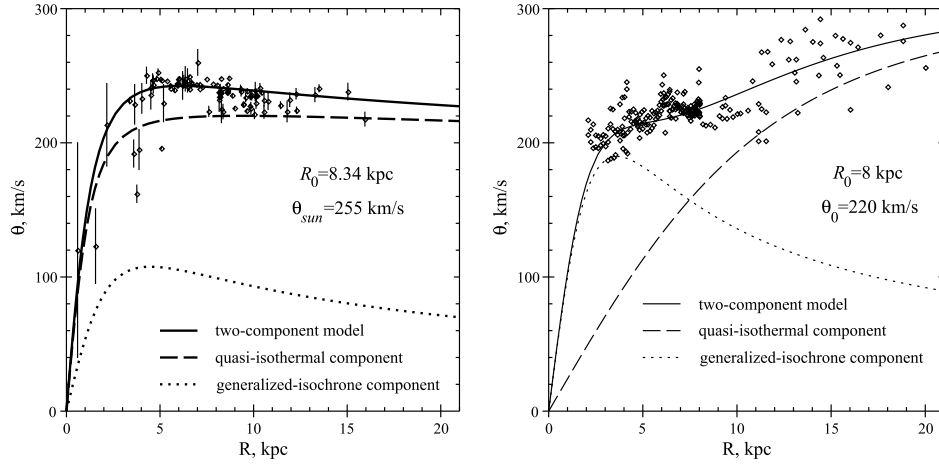 300
200
100
0
θ, km/s
R₀=8.34 kpc
θsun=255 km/s
two-component model
quasi-isothermal component
generalized-isochrone component
0 5 10 15 20
R, kpc
300
200
100
0
θ, km/s
R₀=8 kpc
θ₀=220 km/s
two-component model
quasi-isothermal component
generalized-isochrone component
0 5 10 15 20
R, kpc